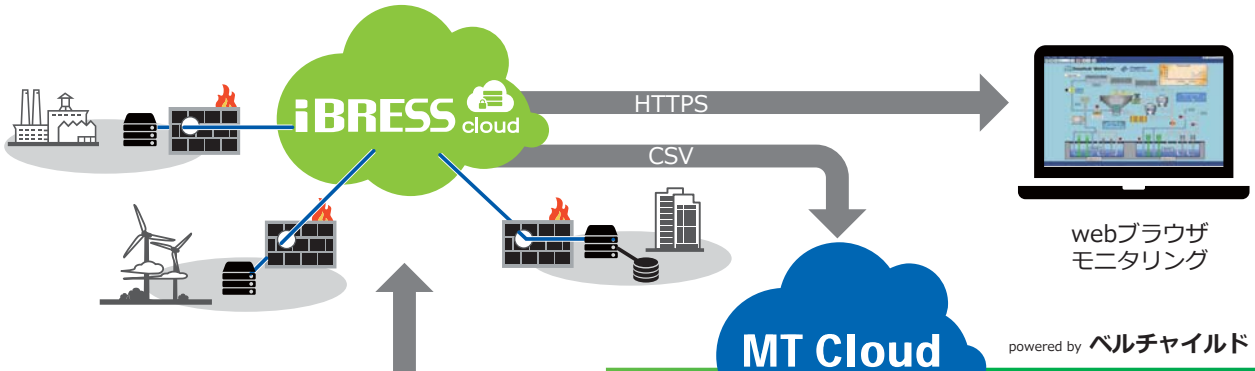 iBRESS cloud
HTTPS
CSV
webブラウザ
モニタリング
MT Cloud
powered by ベルチャイルド